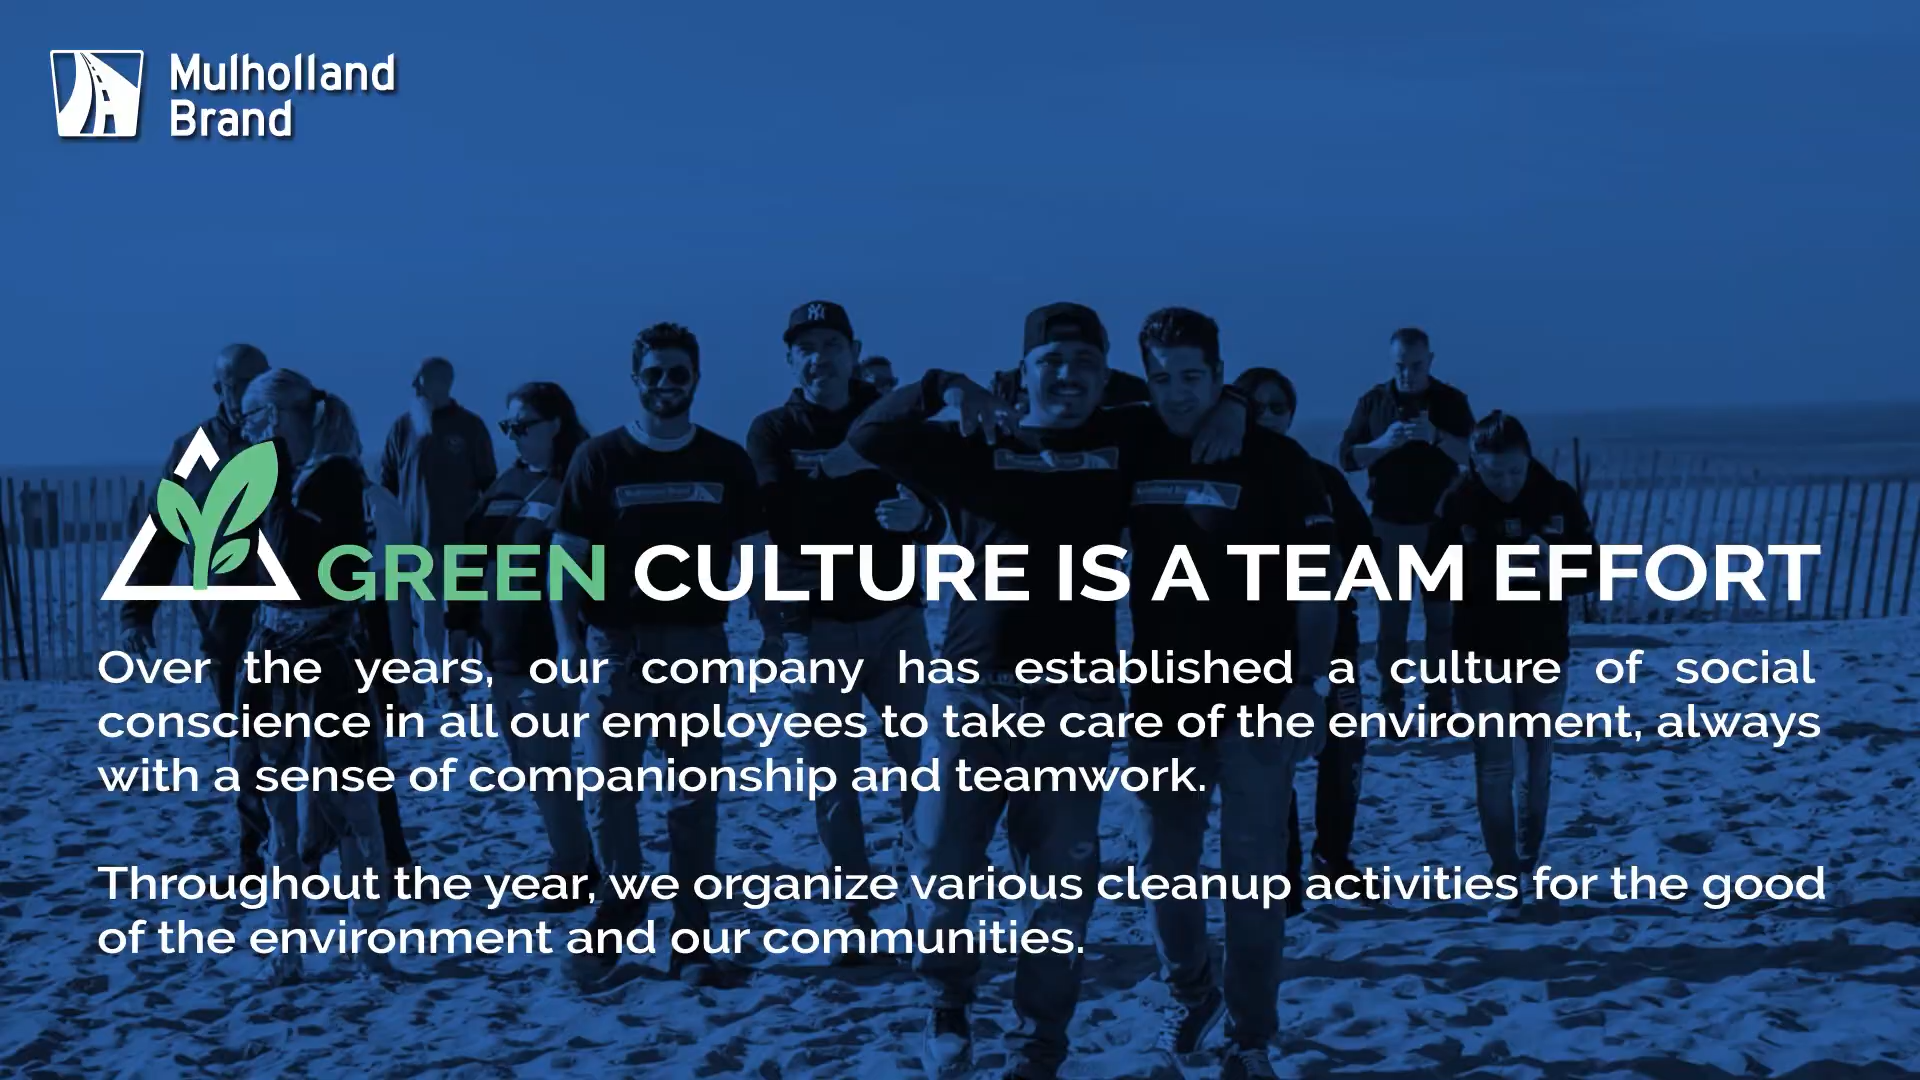 Mulholland
Brand
GREEN CULTURE IS A TEAM EFFORT
Over the years, our company has established a culture of social
conscience in all our employees to take care of the environment, always
with a sense of companionship and teamwork.
Throughout the year, we organize various cleanup activities for the good
of the environment and our communities.